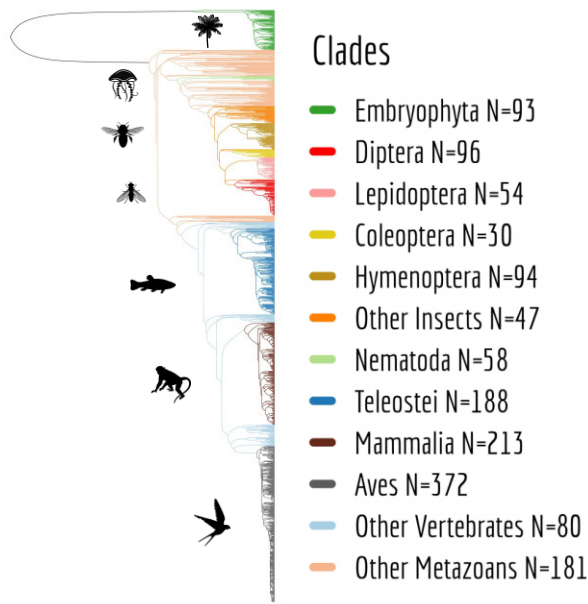 Clades
Embryophyta N=93
Diptera N=96
Lepidoptera N=54
Coleoptera N=30
Hymenoptera N=94
Other Insects N=47
Nematoda N=58
Teleostei N=188
Mammalia N=213
Aves N=372
Other Vertebrates N=80
Other Metazoans N=181